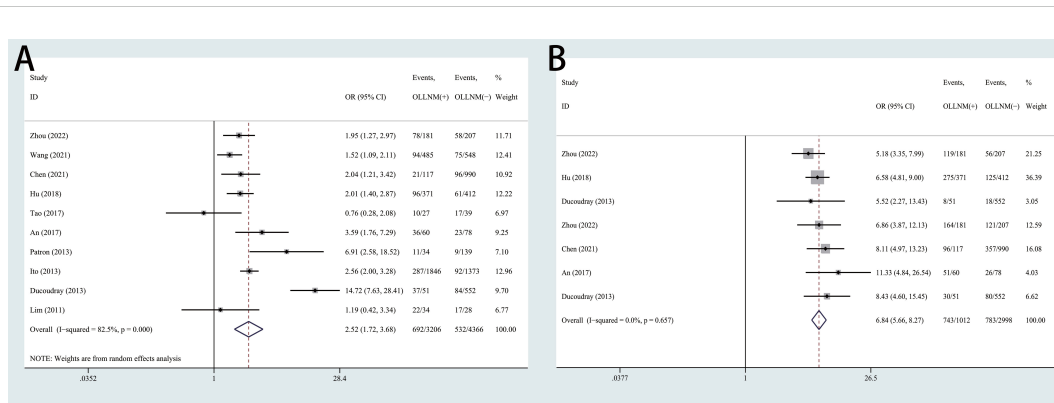 A
Study Events, Events, %
ID OR (95% CI) OLLNM(+) OLLNM(−) Weight
Zhou (2022) 1.95 (1.27, 2.97) 78/181 58/207 11.71
Wang (2021) 1.52 (1.09, 2.11) 94/485 75/548 12.41
Chen (2021) 2.04 (1.21, 3.42) 21/117 96/990 10.92
Hu (2018) 2.01 (1.40, 2.87) 96/371 61/412 12.22
Tao (2017) 0.76 (0.28, 2.08) 10/27 17/39 6.97
An (2017) 3.59 (1.76, 7.29) 36/60 23/78 9.25
Patron (2013) 6.91 (2.58, 18.52) 11/34 9/139 7.10
Ito (2013) 2.56 (2.00, 3.28) 287/1846 92/1373 12.96
Ducoudray (2013) 14.72 (7.63, 28.41) 37/51 84/552 9.70
Lim (2011) 1.19 (0.42, 3.34) 22/34 17/28 6.77
Overall (I−squared = 82.5%, p = 0.000) 2.52 (1.72, 3.68) 692/3206 532/4366 100.00
NOTE: Weights are from random effects analysis
.0352 1 28.4
B
Study Events, Events, %
ID OR (95% CI) OLLNM(+) OLLNM(−) Weight
Zhou (2022) 5.18 (3.35, 7.99) 119/181 56/207 21.25
Hu (2018) 6.58 (4.81, 9.00) 275/371 125/412 36.39
Ducoudray (2013) 5.52 (2.27, 13.43) 8/51 18/552 3.05
Zhou (2022) 6.86 (3.87, 12.13) 164/181 121/207 12.59
Chen (2021) 8.11 (4.97, 13.23) 96/117 357/990 16.08
An (2017) 11.33 (4.84, 26.54) 51/60 26/78 4.03
Ducoudray (2013) 8.43 (4.60, 15.45) 30/51 80/552 6.62
Overall (I−squared = 0.0%, p = 0.657) 6.84 (5.66, 8.27) 743/1012 783/2998 100.00
.0377 1 26.5